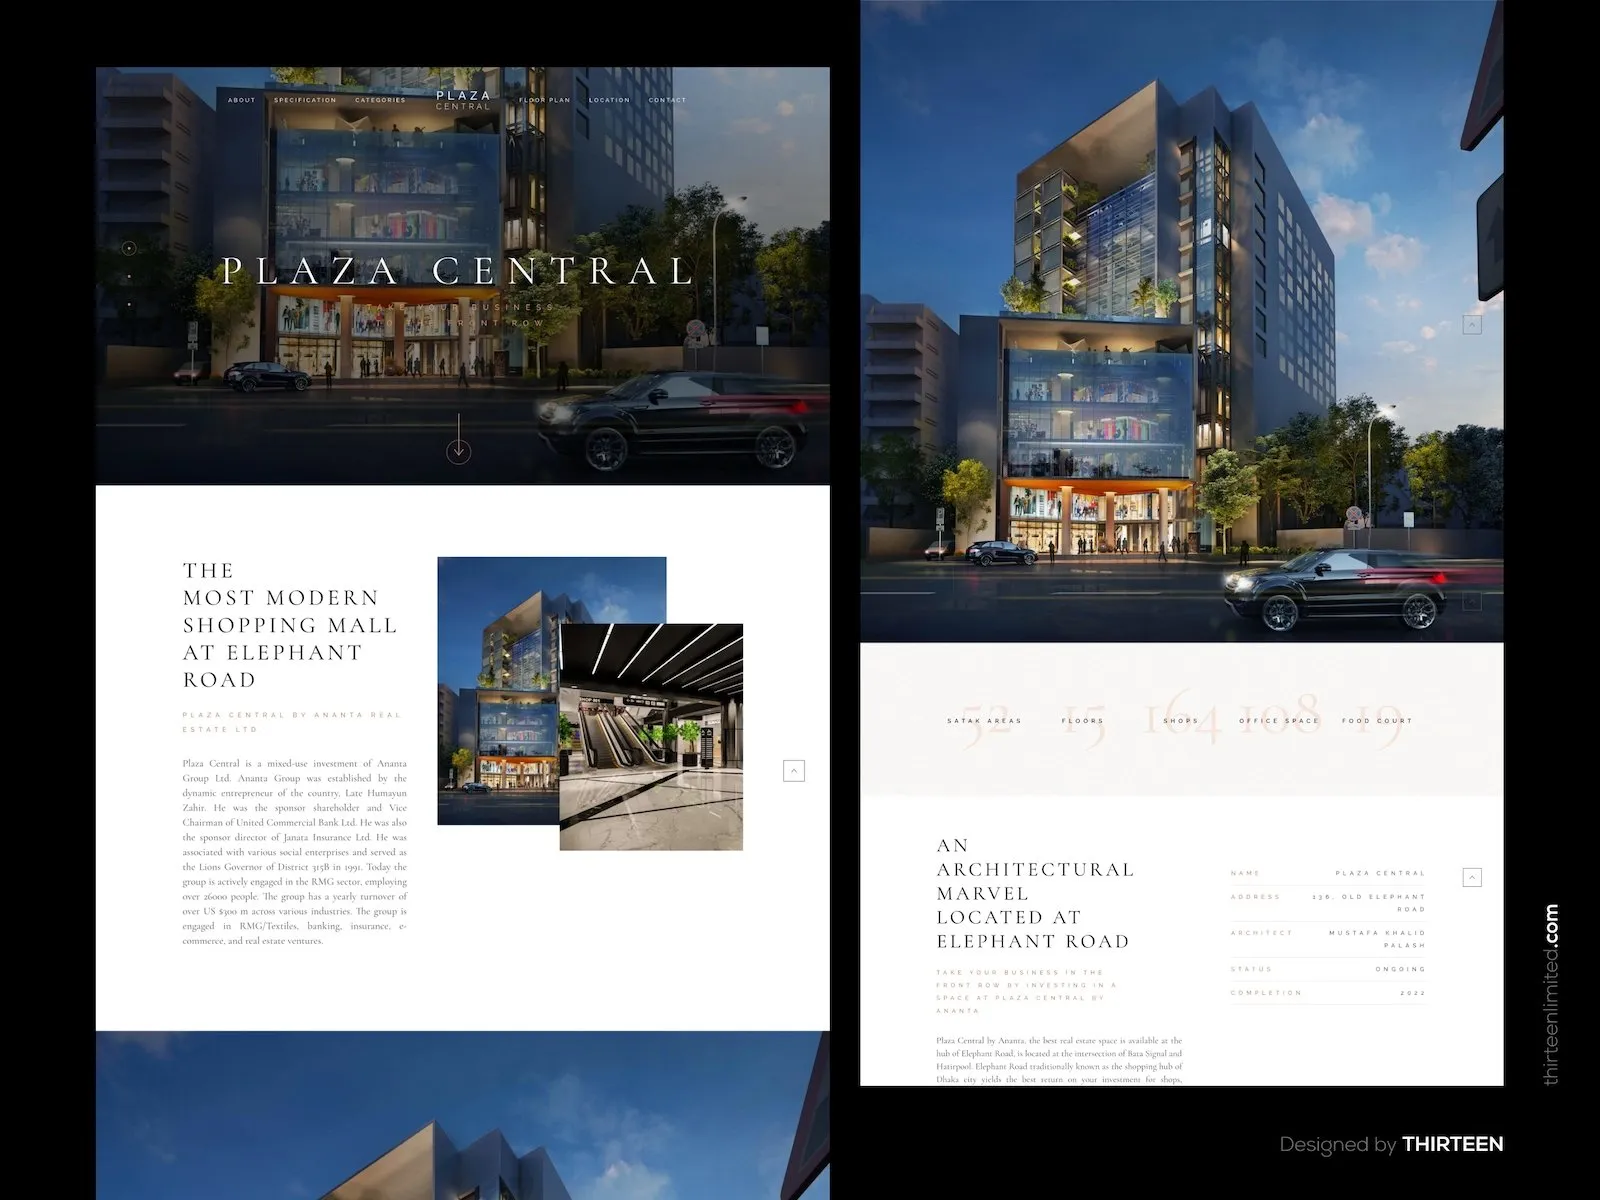 ABOUT
SPECIFICATION
CATEGORIES
PLAZA
CENTRAL
FLOOR PLAN
LOCATION
CONTACT
PLAZA CENTRAL
TAKE YOUR BUSINESS
TO THE FRONT ROW
THE
MOST MODERN
SHOPPING MALL
AT ELEPHANT
ROAD
PLAZA CENTRAL BY ANANTA REAL
ESTATE LTD
Plaza Central is a mixed-use investment of Ananta
Group Ltd. Ananta Group was established by the
dynamic entrepreneur of the country, Late Humayun
Zahir. He was the sponsor shareholder and Vice
Chairman of United Commercial Bank Ltd. He was also
the sponsor director of Janata Insurance Ltd. He was
associated with various social enterprises and served as
the Lions Governor of District 315B in 1991. Today the
group is actively engaged in the RMG sector, employing
over 26000 people. The group has a yearly turnover of
over US $300 m across various industries. The group is
engaged in RMG/Textiles, banking, insurance, e-
commerce, and real estate ventures.
52
SATAK AREAS
15
FLOORS
164
SHOPS
108
OFFICE SPACE
19
FOOD COURT
AN
ARCHITECTURAL
MARVEL
LOCATED AT
ELEPHANT ROAD
TAKE YOUR BUSINESS IN THE
FRONT ROW BY INVESTING IN A
SPACE AT PLAZA CENTRAL BY
ANANTA
Plaza Central by Ananta, the best real estate space is available at the
hub of Elephant Road, is located at the intersection of Bata Signal and
Hatirpool. Elephant Road traditionally known as the shopping hub of
Dhaka city yields the best return on your investment for shops,
NAME PLAZA CENTRAL
ADDRESS 136, OLD ELEPHANT
ROAD
ARCHITECT MUSTAFA KHALID
PALASH
STATUS ONGOING
COMPLETION 2022
thirteenlimited.com
Designed by THIRTEEN